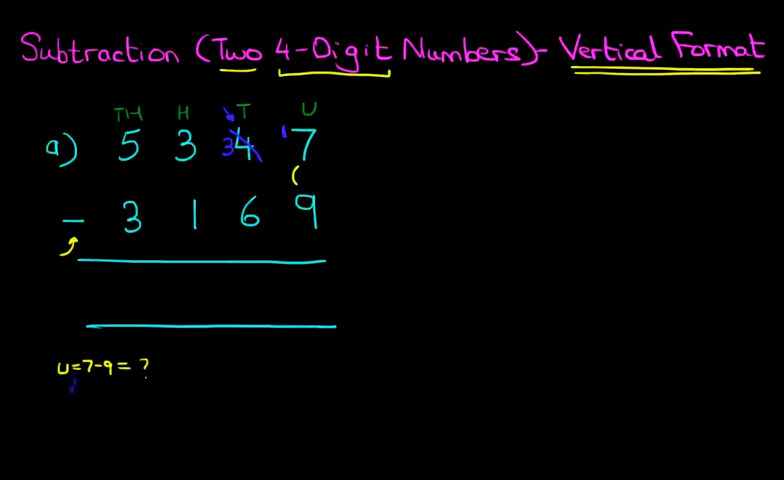 Subtraction (Two 4-Digit Numbers)- Vertical Format
TH H T U
a) 5 3 3 4 1 7
- 3 1 6 9
U=7-9= ?